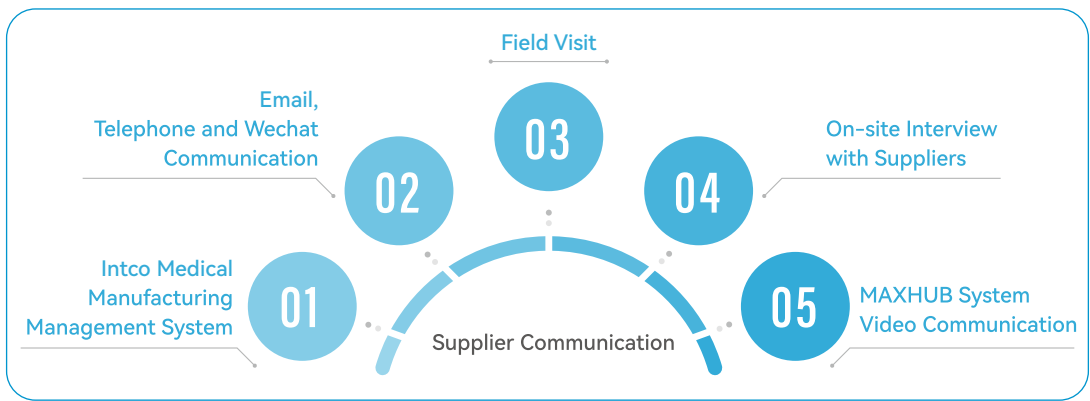 01
Intco Medical
Manufacturing
Management System
02
Email,
Telephone and Wechat
Communication
03
Field Visit
04
On-site Interview
with Suppliers
05
MAXHUB System
Video Communication
Supplier Communication